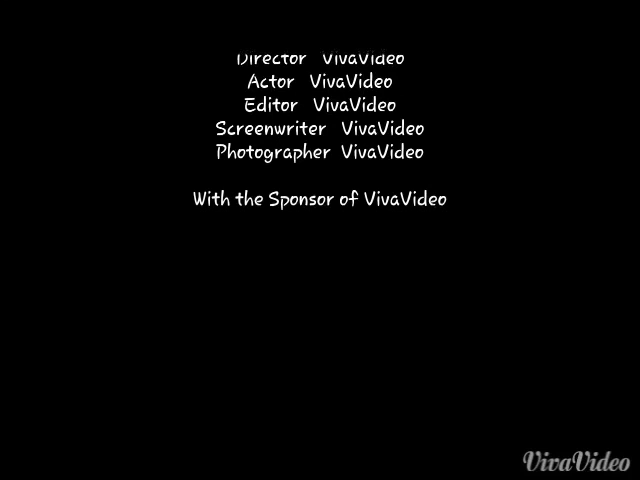 Director VivaVideo
Actor VivaVideo
Editor VivaVideo
Screenwriter VivaVideo
Photographer VivaVideo
With the Sponsor of VivaVideo
VivaVideo